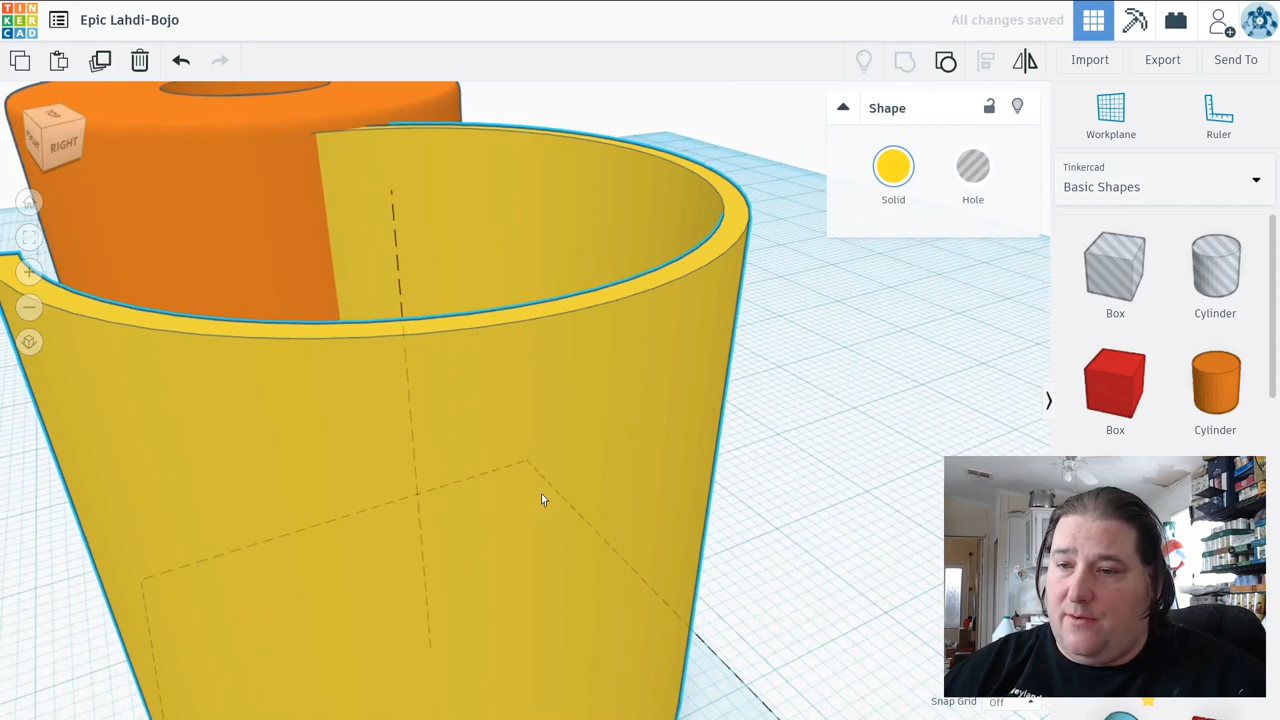 TIN
KER
CAD
Epic Lahdi-Bojo
All changes saved
Import
Export
Send To
TOP
RIGHT
Shape
Solid
Hole
Workplane
Ruler
Tinkercad
Basic Shapes
Box
Cylinder
Box
Cylinder
Snap Grid
Off